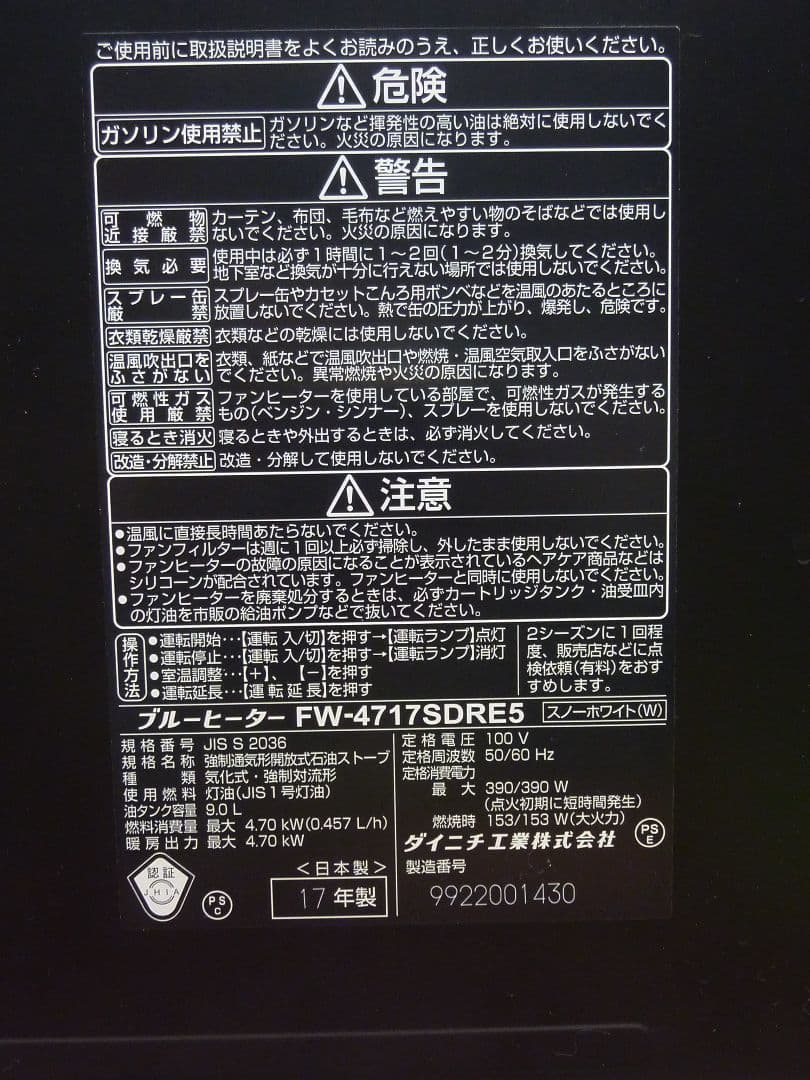 ご使用前に取扱説明書をよくお読みのうえ、正しくお使いください。
危険
ガソリン使用禁止
ガソリンなど揮発性の高い油は絶対に使用しないでく
ださい。火災の原因になります。
警告
可燃物
近接厳禁
カーテン、布団、毛布など燃えやすい物のそばなどでは使用し
ないでください。火災の原因になります。
換気必要
使用中は必ず1時間に1~2回(1~2分)換気してください。
地下室など換気が十分に行えない場所では使用しないでください。
スプレー缶
厳禁
スプレー缶やカセットこんろ用ボンベなどを温風のあたるところに
放置しないでください。熱で缶の圧力が上がり、爆発し、危険です。
衣類乾燥厳禁
衣類などの乾燥には使用しないでください。
温風吹出口を
ふさがない
衣類、紙などで温風吹出口や燃焼・温風空気取入口をふさがない
でください。異常燃焼や火災の原因になります。
可燃性ガス
使用厳禁
ファンヒーターを使用している部屋で、可燃性ガスが発生する
もの(ベンジン・シンナー)、スプレーを使用しないでください。
寝るとき消火
寝るときや外出するときは、必ず消火してください。
改造・分解禁止
改造・分解して使用しないでください。
注意
●温風に直接長時間あたらないでください。
●ファンフィルターは週に1回以上必ず掃除し、外したまま使用しないでください。
●ファンヒーターの故障の原因になることが表示されているヘアケア商品などは
シリコーンが配合されています。ファンヒーターと同時に使用しないでください。
●ファンヒーターを廃棄処分するときは、必ずカートリッジタンク・油受皿内
の灯油を市販の給油ポンプなどで抜いてください。
操作方法
●運転開始‥・【運転 入/切】を押す→【運転ランプ】点灯
●運転停止‥・【運転 入/切】を押す→【運転ランプ】消灯
●室温調整‥・【+】、【−】を押す
●運転延長‥・【運転延長】を押す
2シーズンに1回程
度、販売店などに点
検依頼(有料)をおす
すめします。
ブルーヒーター FW-4717SDRE5 スノーホワイト(W)
規格番号 JIS S 2036
規格名称 強制通気形開放式石油ストーブ
種類 気化式・強制対流形
使用燃料 灯油(JIS1号灯油)
油タンク容量 9.0 L
燃料消費量 最大 4.70 kW(0.457 L/h)
暖房出力 最大 4.70 kW
認証
JHIA
PS
C
<日本製>
17年製
定格電圧 100 V
定格周波数 50/60 Hz
定格消費電力
最大 390/390 W
(点火初期に短時間発生)
燃焼時 153/153 W(大火力)
ダイニチ工業株式会社
PS
E
製造番号
9922001430